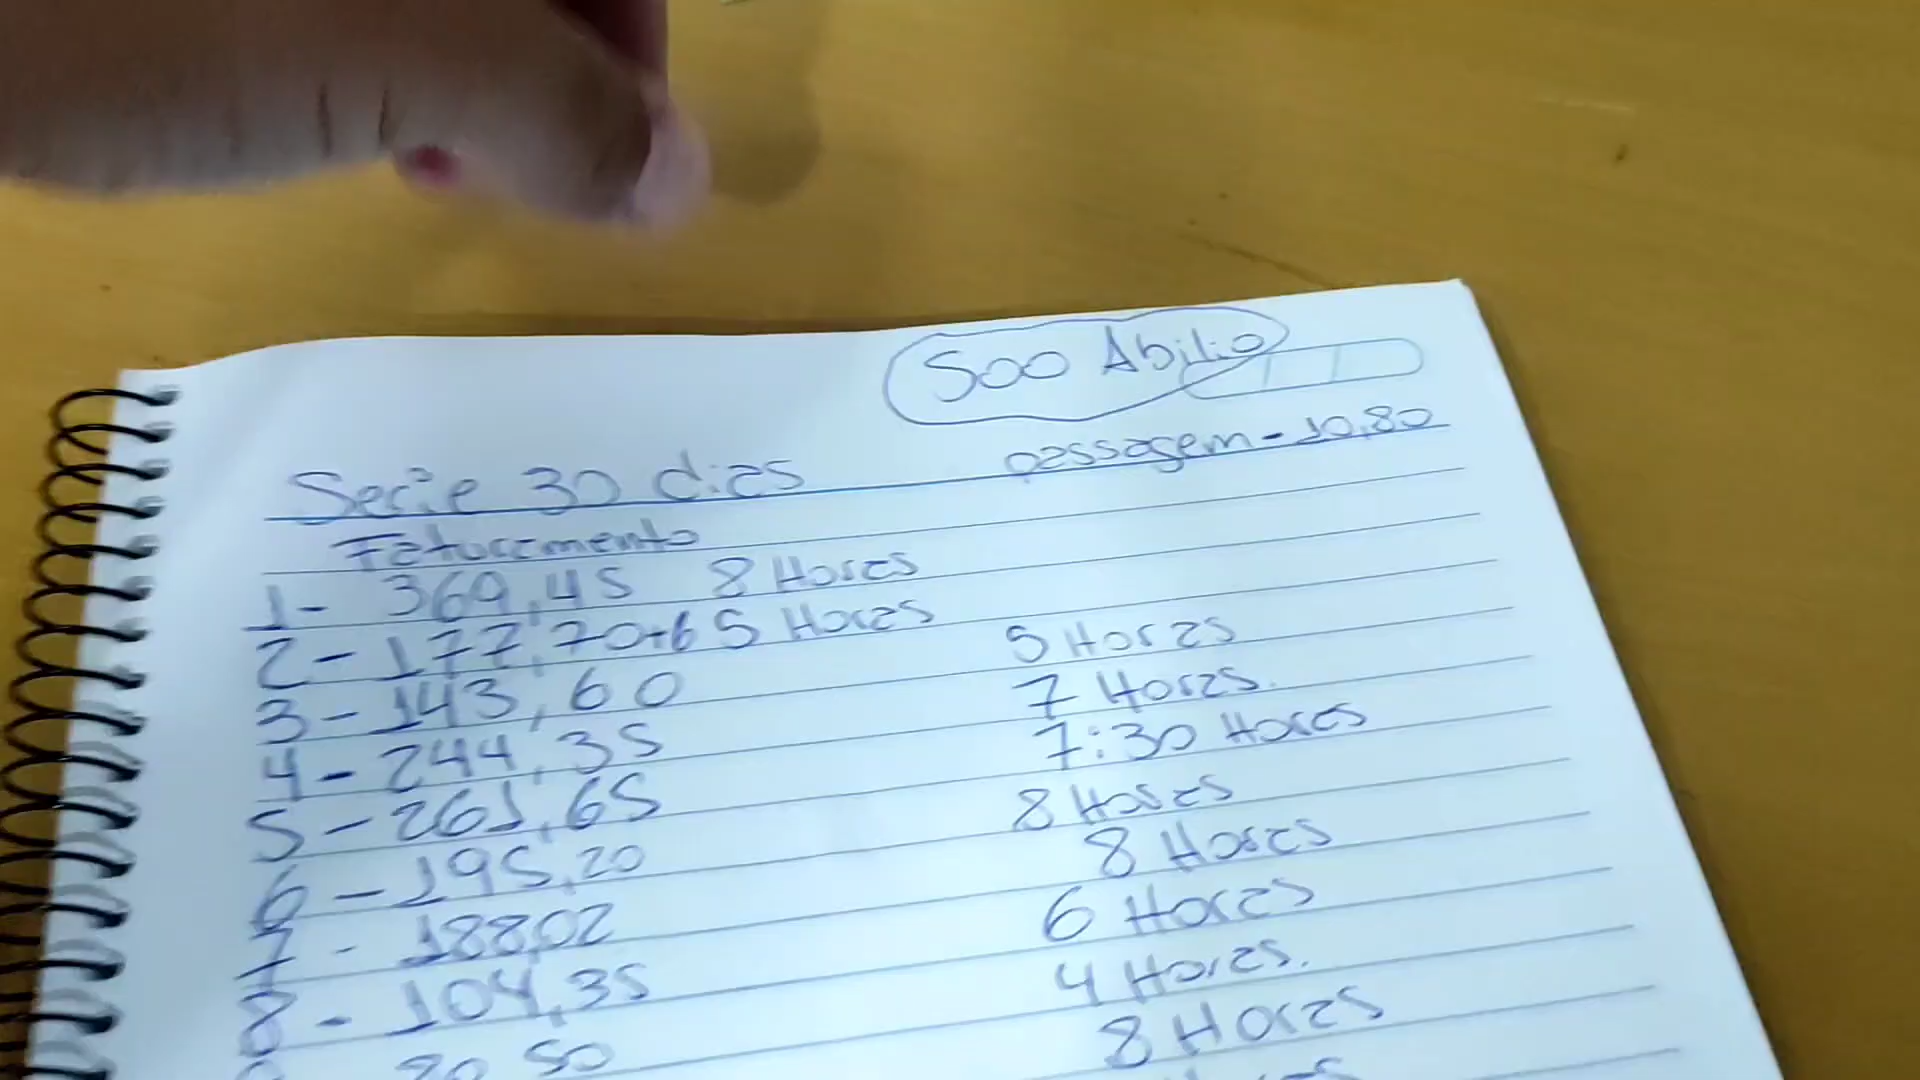 500 Abilio
passagem - 10,80
Serie 30 dias
Faturamento
1 - 369,45 8 Horas
2 - 177,70+6 5 Horas
3 - 143,60 5 Horas
4 - 244,35 7 Horas.
5 - 261,65 7:30 Horas
6 - 195,20 8 Horas
7 - 188,02 8 Horas
8 - 104,35 6 Horas
50 4 Horas.
8 Horas